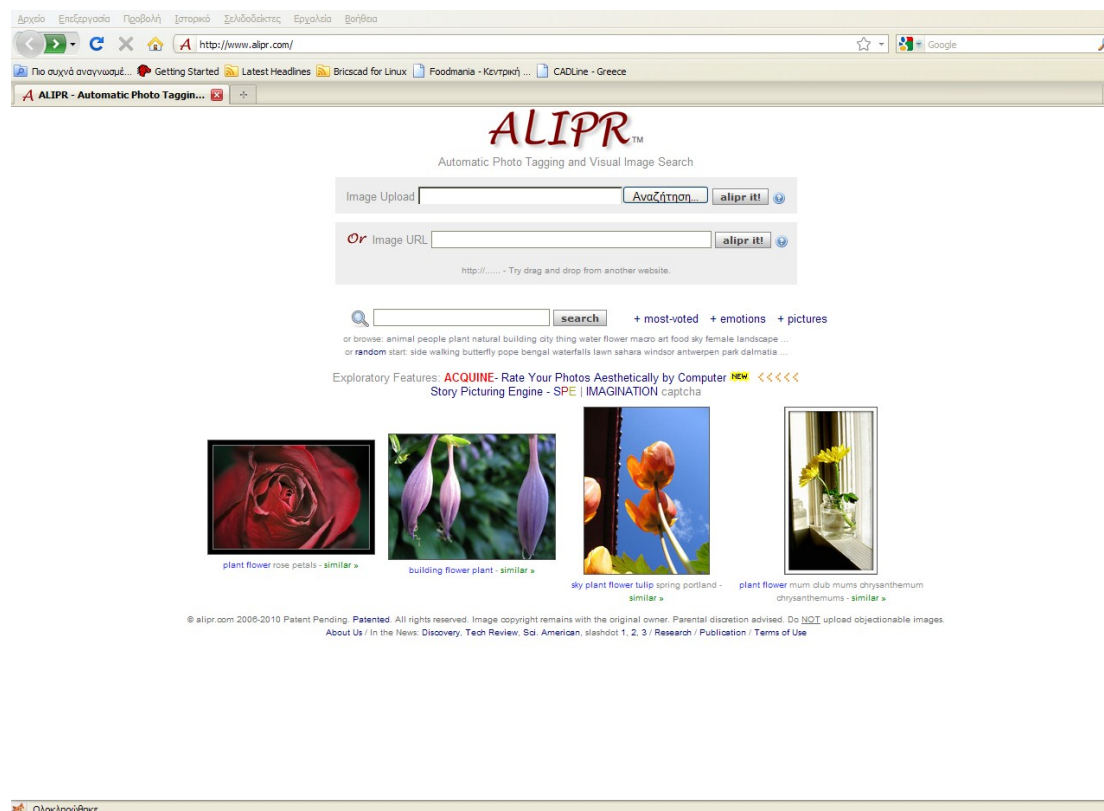 Αρχείο Επεξεργασία Προβολή Ιστορικό Σελιδοδείκτες Εργαλεία Βοήθεια
A http://www.alipr.com/ Google
Πιο συχνά αναγνωσμέ... Getting Started Latest Headlines Bricscad for Linux Foodmania - Κεντρική ... CADLine - Greece
A ALIPR - Automatic Photo Taggin...
ALIPR TM
Automatic Photo Tagging and Visual Image Search
Image Upload Αναζήτηση... alipr it! ?
Or Image URL alipr it! ?
http://...... - Try drag and drop from another website.
search + most-voted + emotions + pictures
or browse: animal people plant natural building city thing water flower macro art food sky female landscape ...
or random start: side walking butterfly pope bengal waterfalls lawn sahara windsor antwerpen park dalmatia ...
Exploratory Features: ACQUINE- Rate Your Photos Aesthetically by Computer NEW <<<<<
Story Picturing Engine - SPE | IMAGINATION captcha
plant flower rose petals - similar »
building flower plant - similar »
sky plant flower tulip spring portland -
similar »
plant flower mum club mums chrysanthemum
chrysanthemums - similar »
© alipr.com 2006-2010 Patent Pending. Patented. All rights reserved. Image copyright remains with the original owner. Parental discretion advised. Do NOT upload objectionable images.
About Us / In the News: Discovery, Tech Review, Sci. American, slashdot 1, 2, 3 / Research / Publication / Terms of Use
Ολοκληρώθηκε